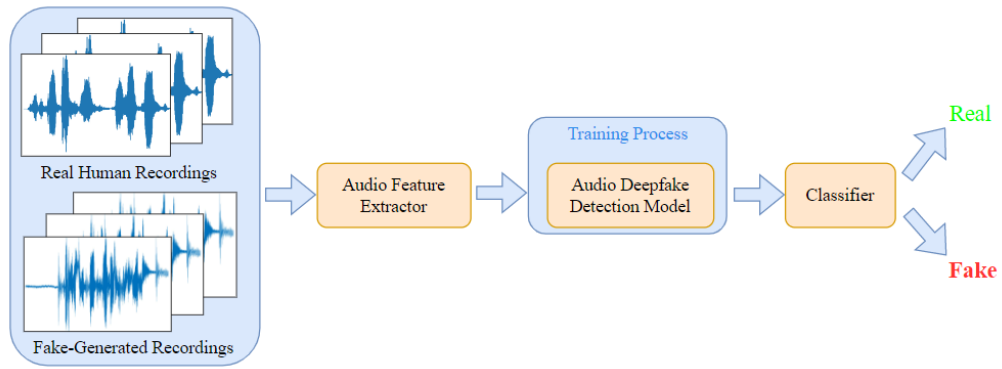 Real Human Recordings
Fake-Generated Recordings
Audio Feature
Extractor
Training Process
Audio Deepfake
Detection Model
Classifier
Real
Fake